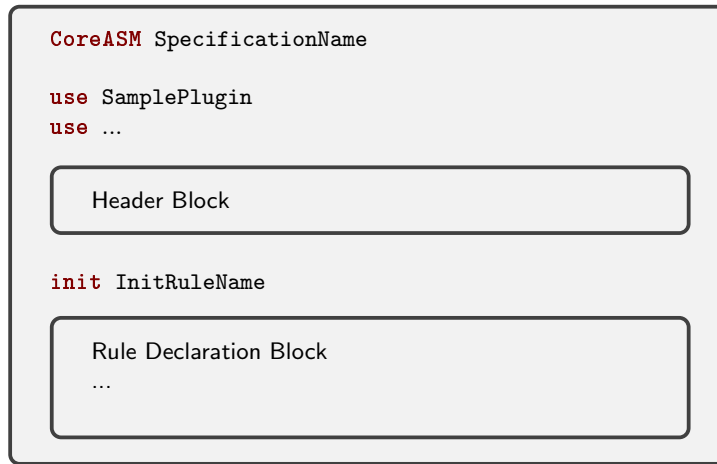 CoreASM SpecificationName
use SamplePlugin
use ...
Header Block
init InitRuleName
Rule Declaration Block
...